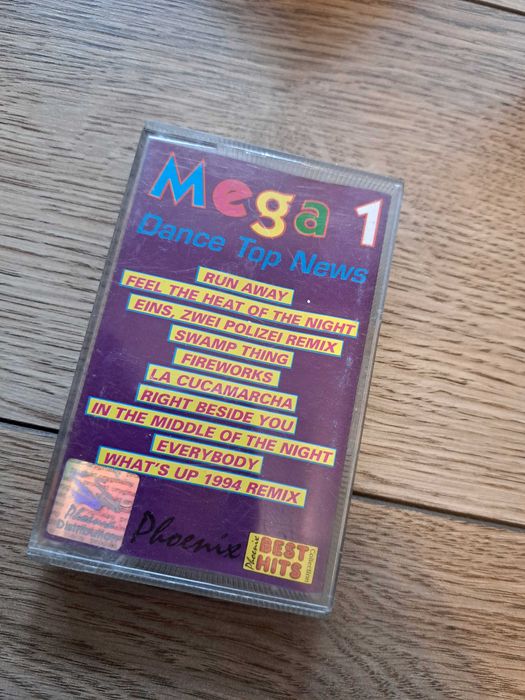 Mega 1
Dance Top News
RUN AWAY
FEEL THE HEAT OF THE NIGHT
EINS, ZWEI POLIZEI REMIX
SWAMP THING
FIREWORKS
LA CUCAMARCHA
RIGHT BESIDE YOU
IN THE MIDDLE OF THE NIGHT
EVERYBODY
WHAT'S UP 1994 REMIX
Phoenix
Phoenix
Phoenix
BEST
HITS